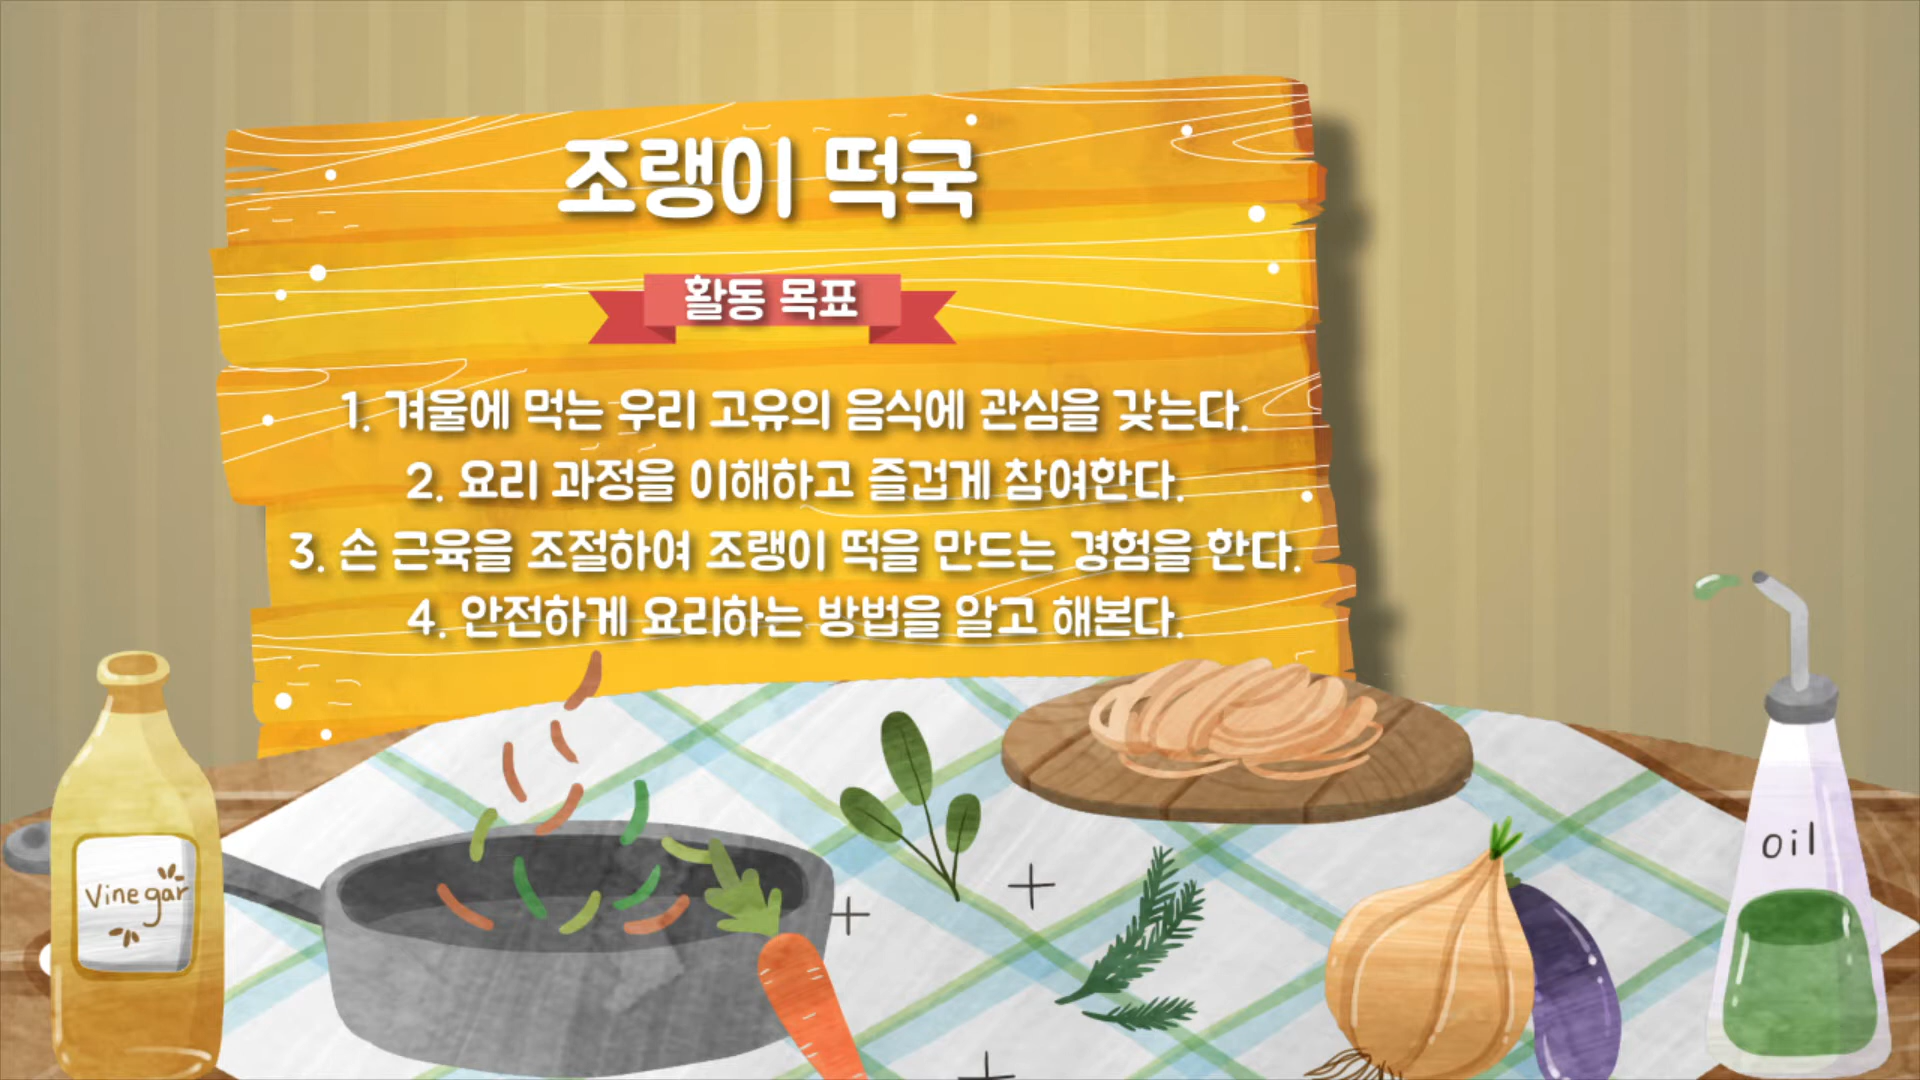 조랭이 떡국
활동 목표
1. 겨울에 먹는 우리 고유의 음식에 관심을 갖는다.
2. 요리 과정을 이해하고 즐겁게 참여한다.
3. 손 근육을 조절하여 조랭이 떡을 만드는 경험을 한다.
4. 안전하게 요리하는 방법을 알고 해본다.
Vinegar
oil